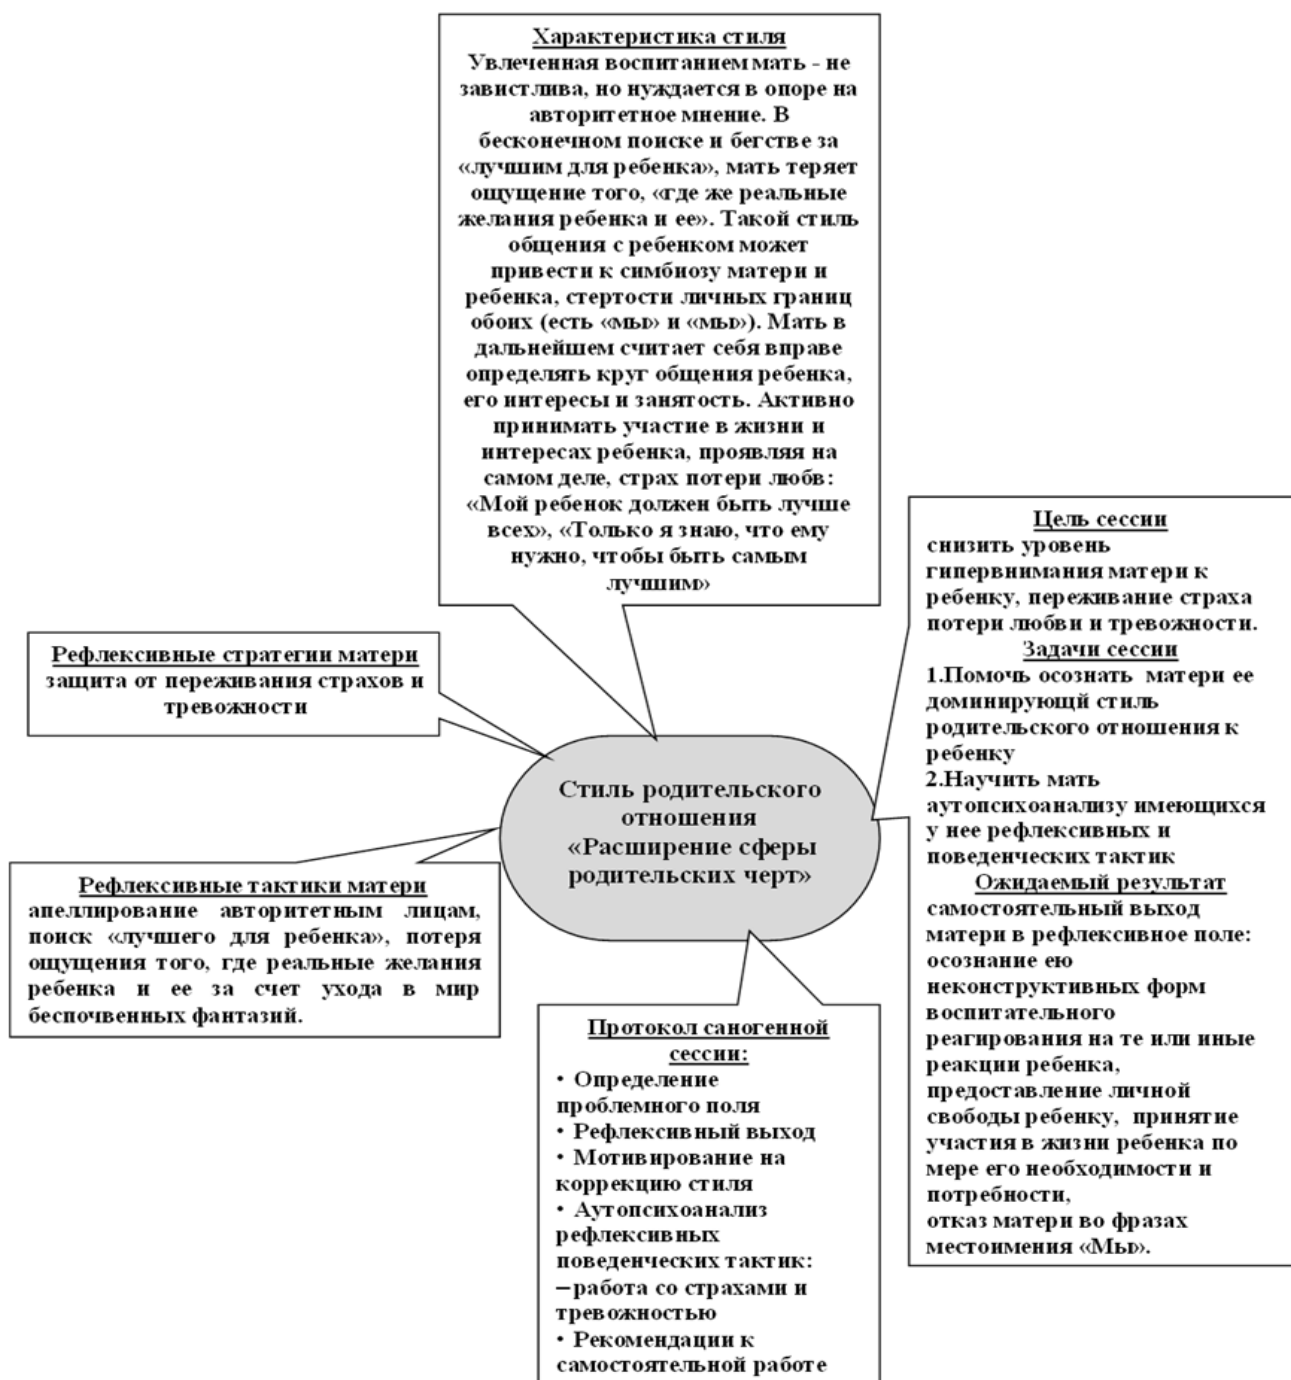 Характеристика стиля
Увлеченная воспитанием мать - не
завистлива, но нуждается в опоре на
авторитетное мнение. В
бесконечном поиске и бегстве за
«лучшим для ребенка», мать теряет
ощущение того, «где же реальные
желания ребенка и ее». Такой стиль
общения с ребенком может
привести к симбиозу матери и
ребенка, стертости личных границ
обоих (есть «мы» и «мы»). Мать в
дальнейшем считает себя вправе
определять круг общения ребенка,
его интересы и занятость. Активно
принимать участие в жизни и
интересах ребенка, проявляя на
самом деле, страх потери любв:
«Мой ребенок должен быть лучше
всех», «Только я знаю, что ему
нужно, чтобы быть самым
лучшим»
Рефлексивные стратегии матери
защита от переживания страхов и
тревожности
Стиль родительского
отношения
«Расширение сферы
родительских черт»
Рефлексивные тактики матери
апеллирование авторитетным лицам,
поиск «лучшего для ребенка», потеря
ощущения того, где реальные желания
ребенка и ее за счет ухода в мир
беспочвенных фантазий.
Цель сессии
снизить уровень
гипервнимания матери к
ребенку, переживание страха
потери любви и тревожности.
Задачи сессии
1.Помочь осознать матери ее
доминирующй стиль
родительского отношения к
ребенку
2.Научить мать
аутопсихоанализу имеющихся
у нее рефлексивных и
поведенческих тактик
Ожидаемый результат
самостоятельный выход
матери в рефлексивное поле:
осознание ею
неконструктивных форм
воспитательного
реагирования на те или иные
реакции ребенка,
предоставление личной
свободы ребенку, принятие
участия в жизни ребенка по
мере его необходимости и
потребности,
отказ матери во фразах
местоимения «Мы».
Протокол саногенной
сессии:
• Определение
проблемного поля
• Рефлексивный выход
• Мотивирование на
коррекцию стиля
• Аутопсихоанализ
рефлексивных
поведенческих тактик:
–работа со страхами и
тревожностью
• Рекомендации к
самостоятельной работе